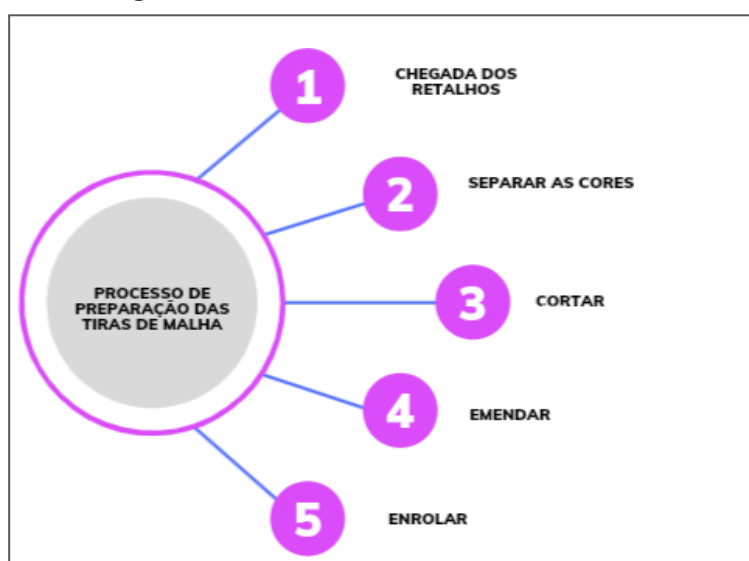 1
CHEGADA DOS
RETALHOS
2
SEPARAR AS CORES
PROCESSO DE
PREPARAÇÃO DAS
TIRAS DE MALHA
3
CORTAR
4
EMENDAR
5
ENROLAR